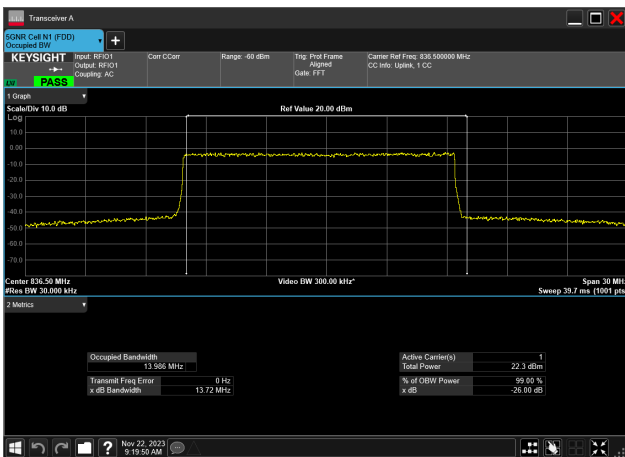 Transceiver A
5GNR Cell N1 (FDD)
Occupied BW
KEYSIGHT
Input: RFIO1
Output: RFIO1
Coupling: AC
Corr CCorr
Range: -60 dBm
Trig: Prot Frame
Aligned
Gate: FFT
Carrier Ref Freq: 836.500000 MHz
CC Info: Uplink, 1 CC
PASS
1 Graph
Scale/Div 10.0 dB
Ref Value 20.00 dBm
Log
10.0
0.00
-10.0
-20.0
-30.0
-40.0
-50.0
-60.0
-70.0
Center 836.50 MHz
Video BW 300.00 kHz*
Span 30 MHz
#Res BW 30.000 kHz
Sweep 39.7 ms (1001 pts)
2 Metrics
Occupied Bandwidth
13.986 MHz
Active Carrier(s) 1
Total Power 22.3 dBm
Transmit Freq Error 0 Hz
x dB Bandwidth 13.72 MHz
% of OBW Power 99.00 %
x dB -26.00 dB
Nov 22, 2023
9:19:50 AM